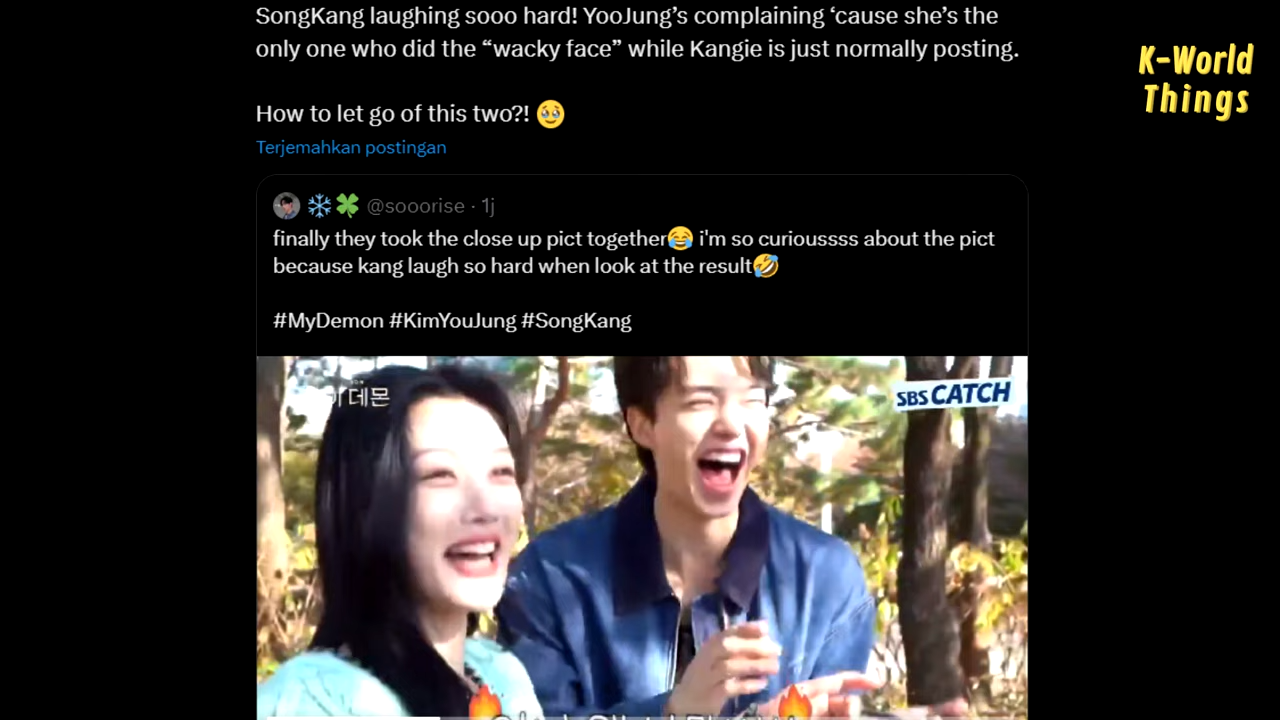 SongKang laughing sooo hard! YooJung’s complaining ‘cause she’s the
only one who did the “wacky face” while Kangie is just normally posting.
How to let go of this two?! 🥹
Terjemahkan postingan
❄️🍀 @sooorise · 1j
finally they took the close up pict together😂 i'm so curioussss about the pict
because kang laugh so hard when look at the result🤣
#MyDemon #KimYouJung #SongKang
데몬
SBS CATCH
K-World
Things